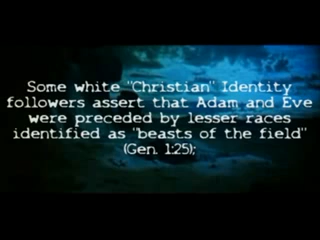 Some white "Christian" Identity
followers assert that Adam and Eve
were preceded by lesser races
identified as "beasts of the field"
(Gen. 1:25);